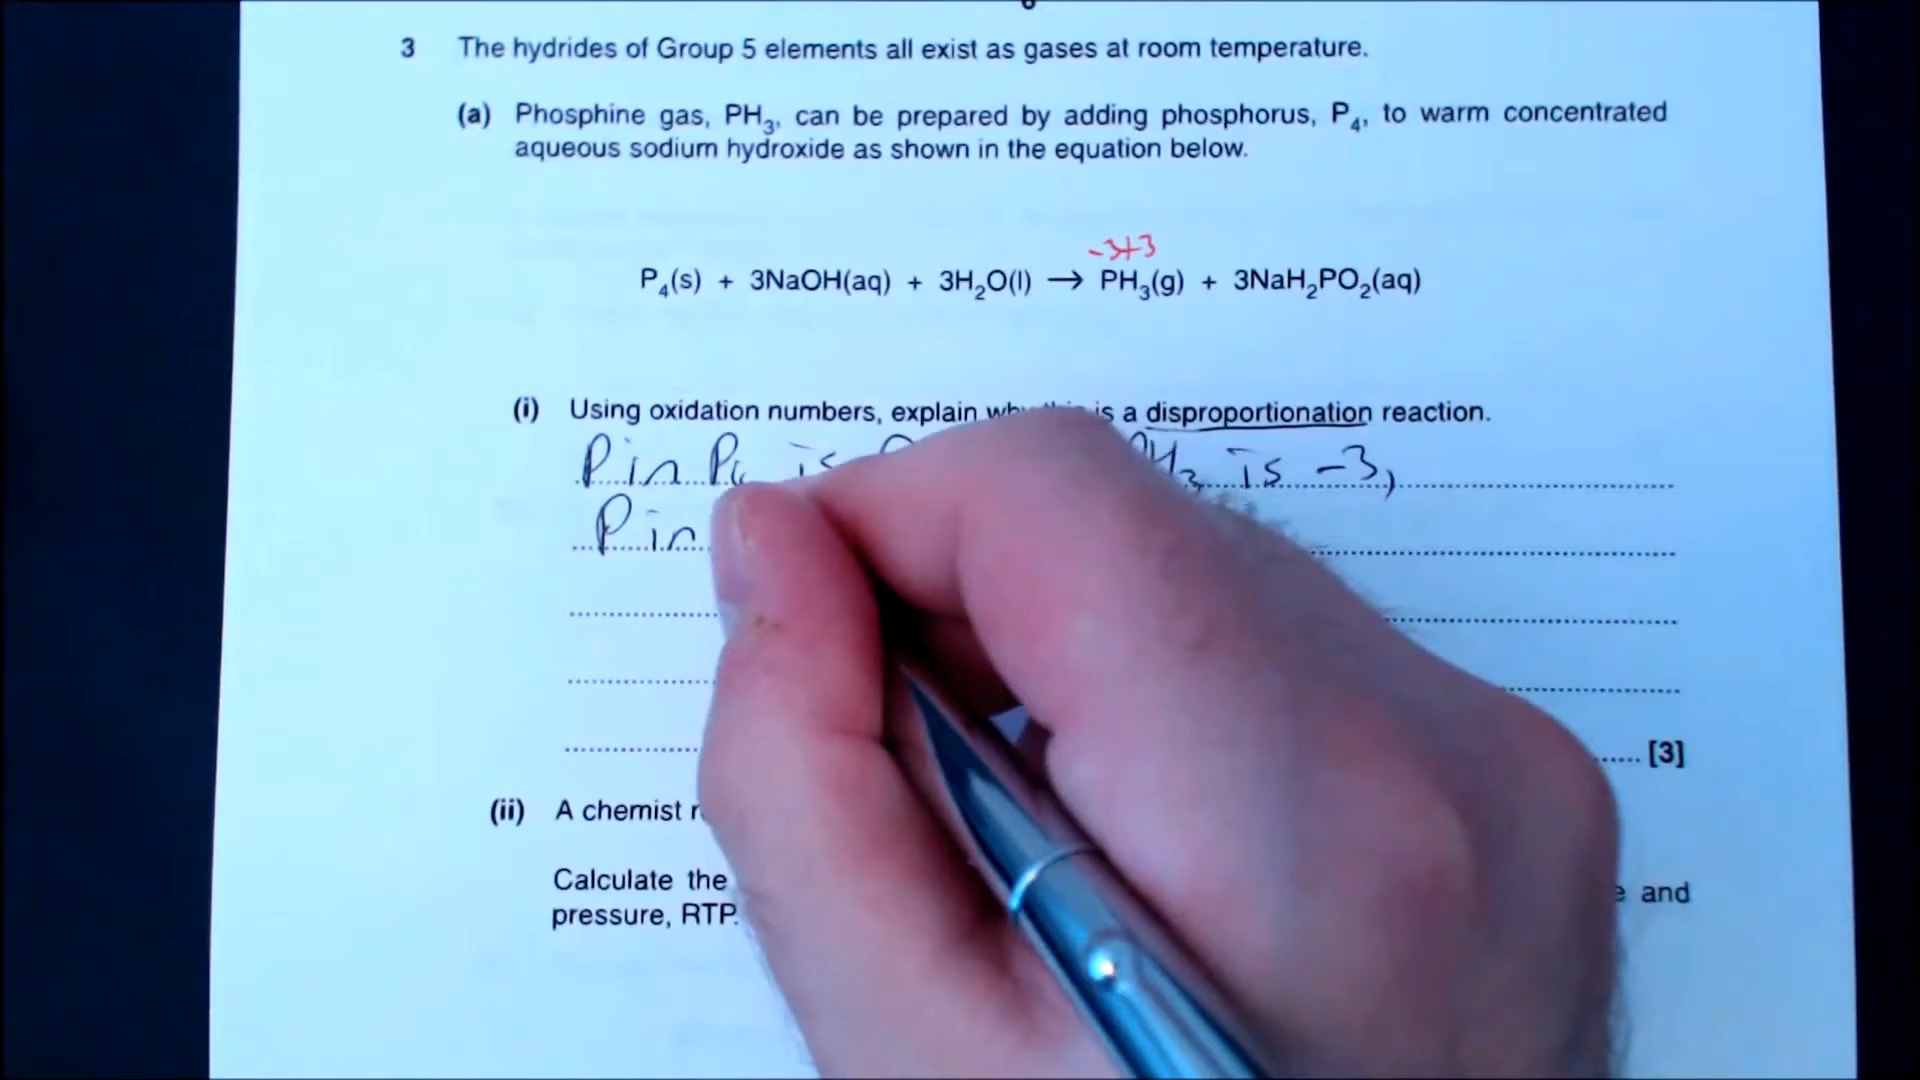 3 The hydrides of Group 5 elements all exist as gases at room temperature.
(a) Phosphine gas, PH₃, can be prepared by adding phosphorus, P₄, to warm concentrated
aqueous sodium hydroxide as shown in the equation below.
-3+3
P₄(s) + 3NaOH(aq) + 3H₂O(l) → PH₃(g) + 3NaH₂PO₂(aq)
(i) Using oxidation numbers, explain is a disproportionation reaction.
P in P₄ is is -3,
P in
[3]
(ii) A chemist
Calculate the and
pressure, RTP.